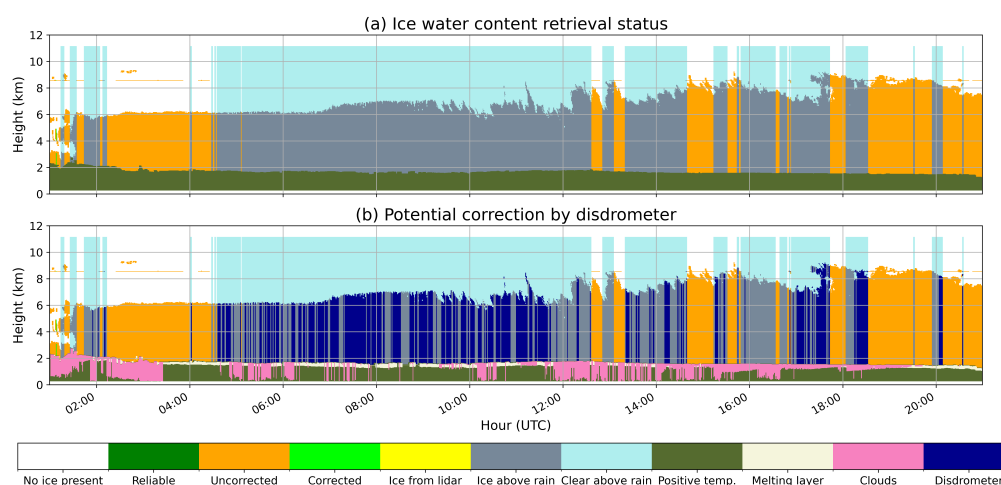 (a) Ice water content retrieval status
Height (km)
12
10
8
6
4
2
0
(b) Potential correction by disdrometer
Height (km)
12
10
8
6
4
2
0
02:00 04:00 06:00 08:00 10:00 12:00 14:00 16:00 18:00 20:00
Hour (UTC)
No ice present Reliable Uncorrected Corrected Ice from lidar Ice above rain Clear above rain Positive temp. Melting layer Clouds Disdrometer